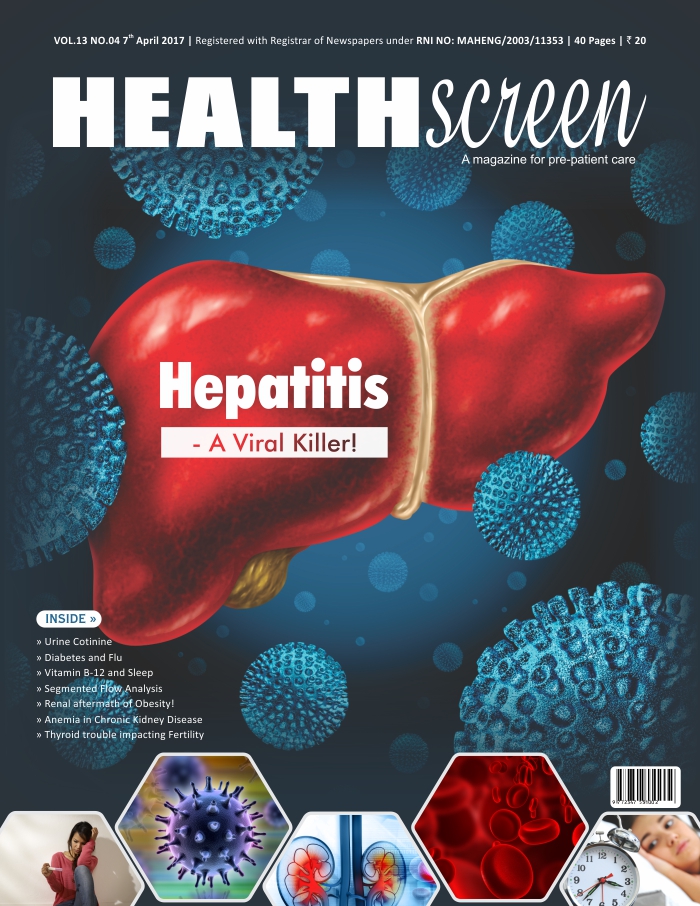 VOL.13 NO.04 7th April 2017 | Registered with Registrar of Newspapers under RNI NO: MAHENG/2003/11353 | 40 Pages | ₹ 20
HEALTHscreen
A magazine for pre-patient care
Hepatitis
- A Viral Killer!
INSIDE »
» Urine Cotinine
» Diabetes and Flu
» Vitamin B-12 and Sleep
» Segmented Flow Analysis
» Renal aftermath of Obesity!
» Anemia in Chronic Kidney Disease
» Thyroid trouble impacting Fertility